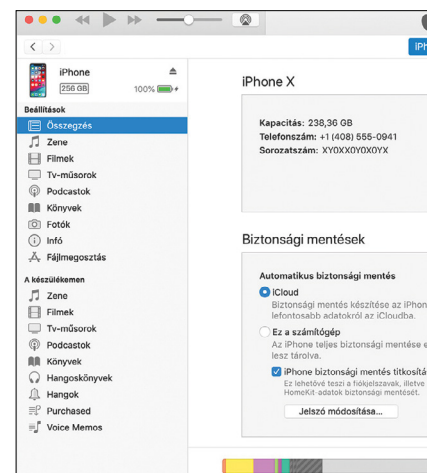 iPh
iPhone
256 GB
100%
Beállítások
Összegzés
Zene
Filmek
Tv-műsorok
Podcastok
Könyvek
Fotók
Infó
Fájlmegosztás
A készülékemen
Zene
Filmek
Tv-műsorok
Podcastok
Könyvek
Hangoskönyvek
Hangok
Purchased
Voice Memos
iPhone X
Kapacitás: 238,36 GB
Telefonszám: +1 (408) 555-0941
Sorozatszám: XY0XX0Y0X0YX
Biztonsági mentések
Automatikus biztonsági mentés
iCloud
Biztonsági mentés készítése az iPhon
lefontosabb adatokról az iCloudba.
Ez a számítógép
Az iPhone teljes biztonsági mentése e
lesz tárolva.
iPhone biztonsági mentés titkosítá
Ez lehetővé teszi a fiókjelszavak, illetve
HomeKit-adatok biztonsági mentését.
Jelszó módosítása...